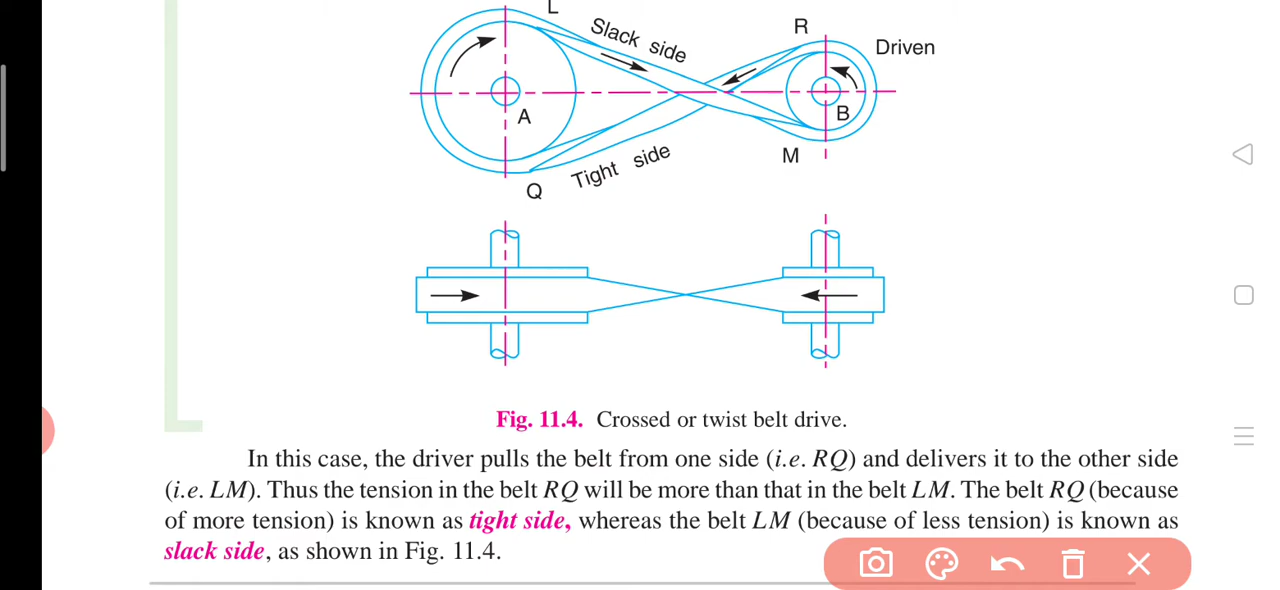 L
Slack side
R
Driven
A
B
M
Tight side
Q
Fig. 11.4. Crossed or twist belt drive.
In this case, the driver pulls the belt from one side (i.e. RQ) and delivers it to the other side
(i.e. LM). Thus the tension in the belt RQ will be more than that in the belt LM. The belt RQ (because
of more tension) is known as tight side, whereas the belt LM (because of less tension) is known as
slack side, as shown in Fig. 11.4.